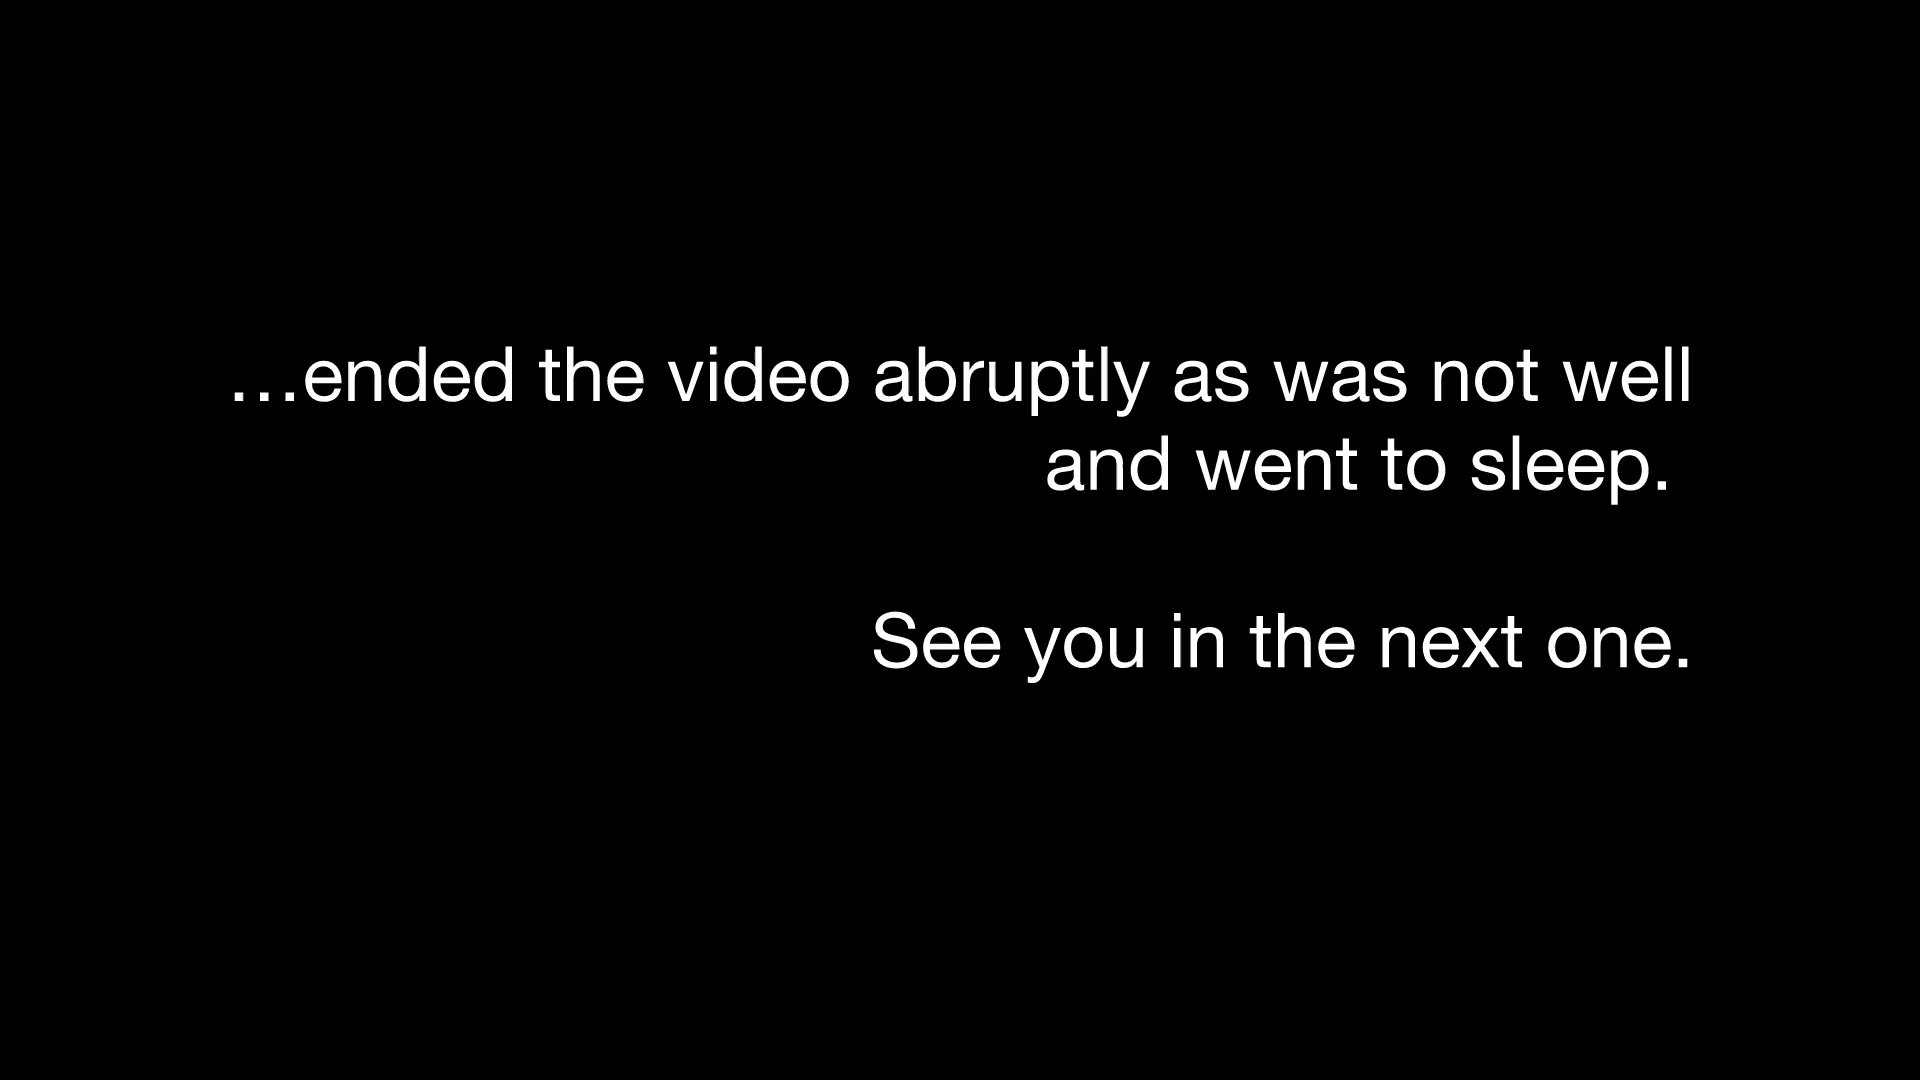 …ended the video abruptly as was not well
and went to sleep.
See you in the next one.